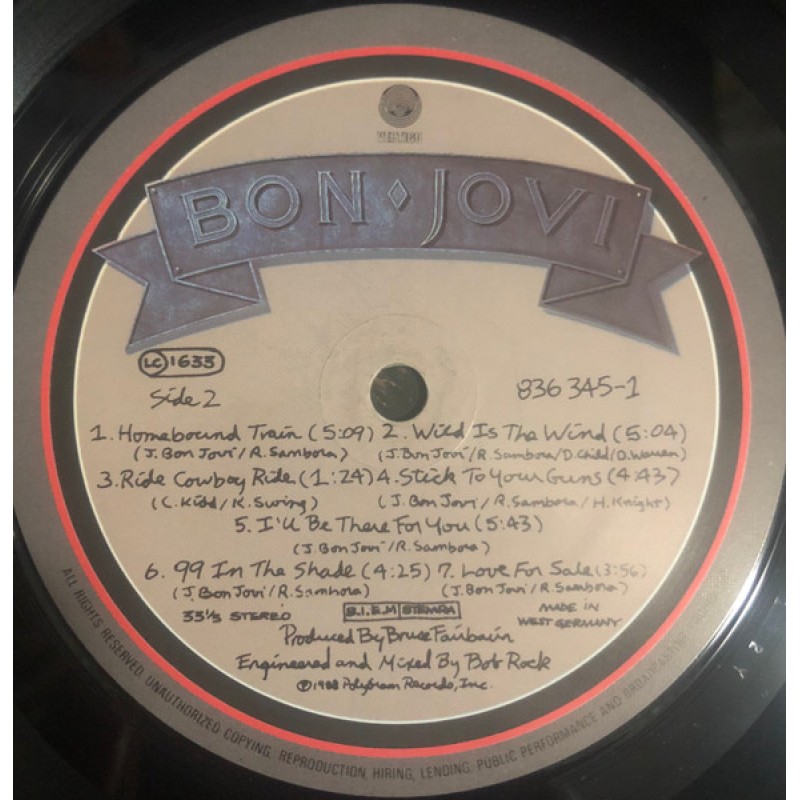 VERTIGO
BON ◆ JOVI
LC 1633
Side 2
836 345-1
1. Homebound Train (5:09) 2. Wild Is The Wind (5:04)
(J. Bon Jovi / R. Sambora) (J. Bon Jovi / R. Sambora / D. Child / D. Warren)
3. Ride Cowboy Ride (1:24) 4. Stick To Your Guns (4:43)
(C. Kidd / K. Swing) (J. Bon Jovi / R. Sambora / H. Knight)
5. I'll Be There For You (5:43)
(J. Bon Jovi / R. Sambora)
6. 99 In The Shade (4:25) 7. Love For Sale (3:56)
(J. Bon Jovi / R. Sambora) (J. Bon Jovi / R. Sambora)
33⅓ STEREO
B.I.E.M STEMRA
MADE IN
WEST GERMANY
Produced By Bruce Fairbairn
Engineered and Mixed By Bob Rock
℗ 1988 PolyGram Records, Inc.
ALL RIGHTS RESERVED. UNAUTHORIZED COPYING, REPRODUCTION, HIRING, LENDING, PUBLIC PERFORMANCE AND BROADCASTING
2 Y